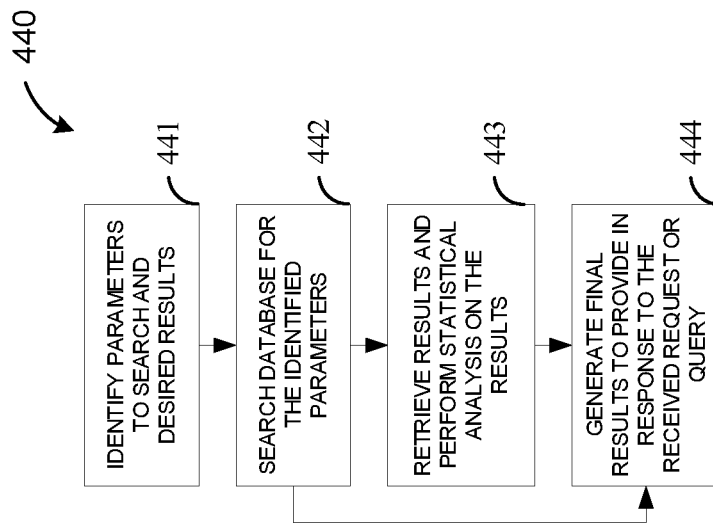 440
441
IDENTIFY PARAMETERS
TO SEARCH AND
DESIRED RESULTS
442
SEARCH DATABASE FOR
THE IDENTIFIED
PARAMETERS
443
RETRIEVE RESULTS AND
PERFORM STATISTICAL
ANALYSIS ON THE
RESULTS
444
GENERATE FINAL
RESULTS TO PROVIDE IN
RESPONSE TO THE
RECEIVED REQUEST OR
QUERY